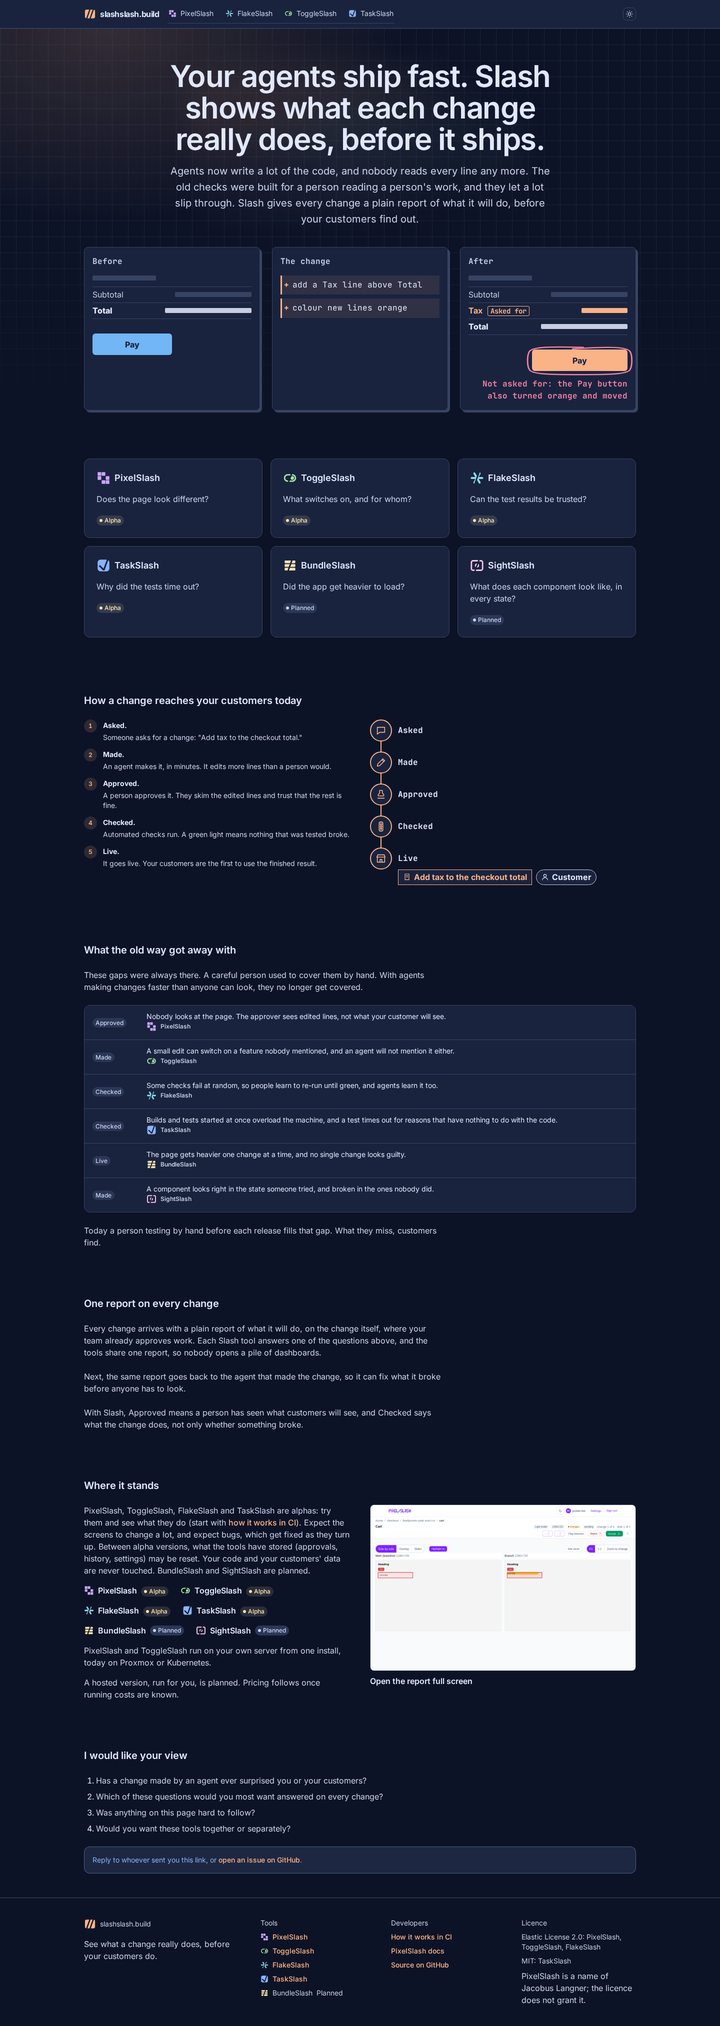 slashslash.build PixelSlash FlakeSlash ToggleSlash TaskSlash
Your agents ship fast. Slash
shows what each change
really does, before it ships.
Agents now write a lot of the code, and nobody reads every line any more. The
old checks were built for a person reading a person's work, and they let a lot
slip through. Slash gives every change a plain report of what it will do, before
your customers find out.
Before
Subtotal
Total
Pay
The change
+ add a Tax line above Total
+ colour new lines orange
After
Subtotal
Tax Asked for
Total
Pay
Not asked for: the Pay button
also turned orange and moved
PixelSlash
Does the page look different?
Alpha
ToggleSlash
What switches on, and for whom?
Alpha
FlakeSlash
Can the test results be trusted?
Alpha
TaskSlash
Why did the tests time out?
Alpha
BundleSlash
Did the app get heavier to load?
Planned
SightSlash
What does each component look like, in
every state?
Planned
How a change reaches your customers today
1 Asked.
Someone asks for a change: "Add tax to the checkout total."
2 Made.
An agent makes it, in minutes. It edits more lines than a person would.
3 Approved.
A person approves it. They skim the edited lines and trust that the rest is
fine.
4 Checked.
Automated checks run. A green light means nothing that was tested broke.
5 Live.
It goes live. Your customers are the first to use the finished result.
Asked
Made
Approved
Checked
Live
Add tax to the checkout total Customer
What the old way got away with
These gaps were always there. A careful person used to cover them by hand. With agents
making changes faster than anyone can look, they no longer get covered.
Approved
Nobody looks at the page. The approver sees edited lines, not what your customer will see.
PixelSlash
Made
A small edit can switch on a feature nobody mentioned, and an agent will not mention it either.
ToggleSlash
Checked
Some checks fail at random, so people learn to re-run until green, and agents learn it too.
FlakeSlash
Checked
Builds and tests started at once overload the machine, and a test times out for reasons that have nothing to do with the code.
TaskSlash
Live
The page gets heavier one change at a time, and no single change looks guilty.
BundleSlash
Made
A component looks right in the state someone tried, and broken in the ones nobody did.
SightSlash
Today a person testing by hand before each release fills that gap. What they miss, customers
find.
One report on every change
Every change arrives with a plain report of what it will do, on the change itself, where your
team already approves work. Each Slash tool answers one of the questions above, and the
tools share one report, so nobody opens a pile of dashboards.
Next, the same report goes back to the agent that made the change, so it can fix what it broke
before anyone has to look.
With Slash, Approved means a person has seen what customers will see, and Checked says
what the change does, not only whether something broke.
Where it stands
PixelSlash, ToggleSlash, FlakeSlash and TaskSlash are alphas: try
them and see what they do (start with how it works in CI). Expect the
screens to change a lot, and expect bugs, which get fixed as they turn
up. Between alpha versions, what the tools have stored (approvals,
history, settings) may be reset. Your code and your customers' data
are never touched. BundleSlash and SightSlash are planned.
PixelSlash Alpha ToggleSlash Alpha
FlakeSlash Alpha TaskSlash Alpha
BundleSlash Planned SightSlash Planned
PixelSlash and ToggleSlash run on your own server from one install,
today on Proxmox or Kubernetes.
A hosted version, run for you, is planned. Pricing follows once
running costs are known.
PIXELSLASH
Open the report full screen
I would like your view
1. Has a change made by an agent ever surprised you or your customers?
2. Which of these questions would you most want answered on every change?
3. Was anything on this page hard to follow?
4. Would you want these tools together or separately?
Reply to whoever sent you this link, or open an issue on GitHub.
slashslash.build
See what a change really does, before
your customers do.
Tools
PixelSlash
ToggleSlash
FlakeSlash
TaskSlash
BundleSlash Planned
Developers
How it works in CI
PixelSlash docs
Source on GitHub
Licence
Elastic License 2.0: PixelSlash,
ToggleSlash, FlakeSlash
MIT: TaskSlash
PixelSlash is a name of
Jacobus Langner; the licence
does not grant it.